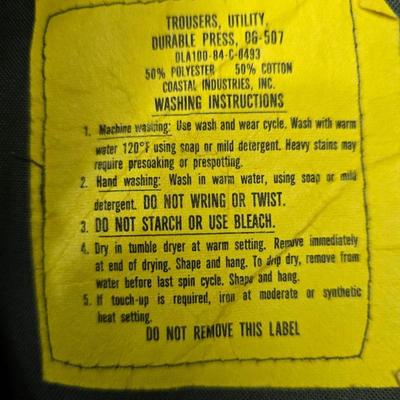 TROUSERS, UTILITY,
DURABLE PRESS, OG-507
DLA100-84-C-0493
50% POLYESTER 50% COTTON
COASTAL INDUSTRIES, INC.
WASHING INSTRUCTIONS
1. Machine washing: Use wash and wear cycle. Wash with warm
water 120°F using soap or mild detergent. Heavy stains may
require presoaking or prespotting.
2. Hand washing: Wash in warm water, using soap or mild
detergent. DO NOT WRING OR TWIST.
3. DO NOT STARCH OR USE BLEACH.
4. Dry in tumble dryer at warm setting. Remove immediately
at end of drying. Shape and hang. To drip dry, remove from
water before last spin cycle. Shape and hang.
5. If touch-up is required, iron at moderate or synthetic
heat setting.
DO NOT REMOVE THIS LABEL